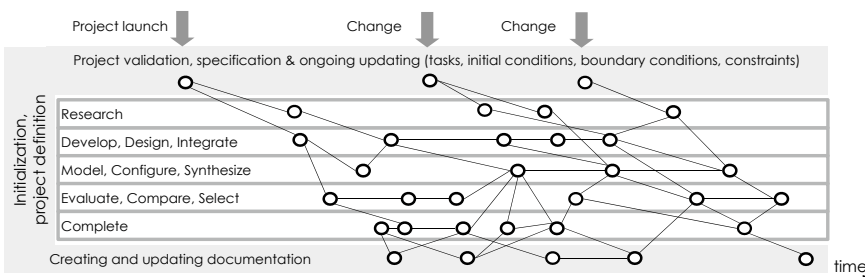 Project launch
Change
Change
Project validation, specification & ongoing updating (tasks, initial conditions, boundary conditions, constraints)
Initialization,
project definition
Research
Develop, Design, Integrate
Model, Configure, Synthesize
Evaluate, Compare, Select
Complete
Creating and updating documentation
time